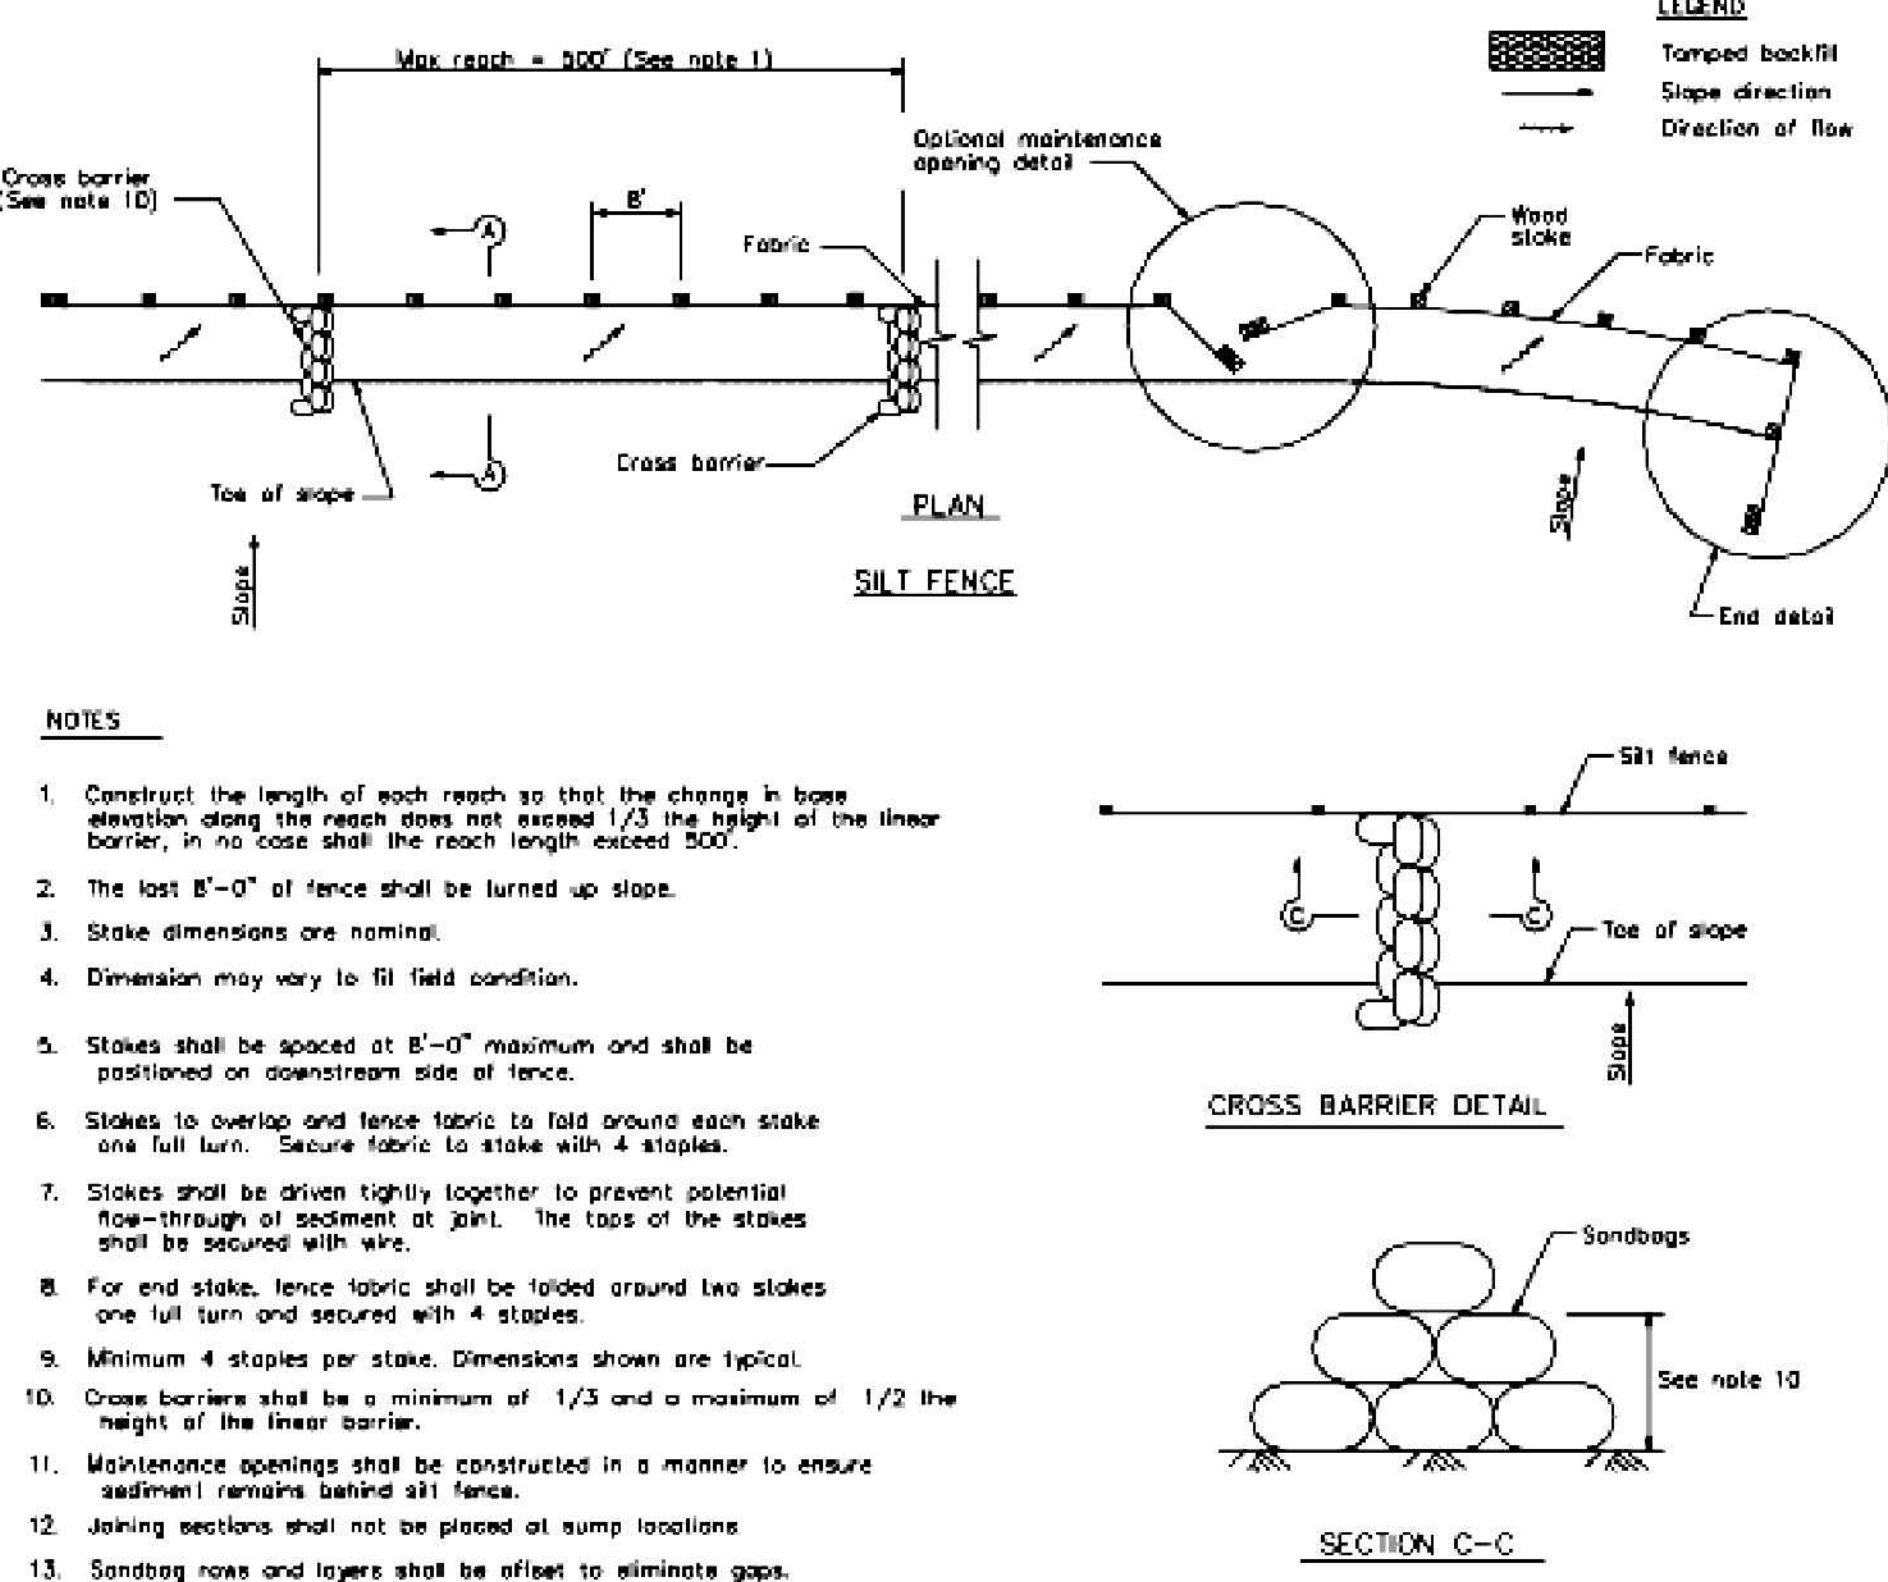 LEGEND
Tamped backfill
Slope direction
Direction of flow
Max reach = 500' (See note 1)
Optional maintenance
opening detail
Cross barrier
(See note 10)
8'
A
Fabric
Wood
stake
Fabric
Cross barrier
A
Toe of slope
PLAN
Slope
Slope
SILT FENCE
End detail
NOTES
1. Construct the length of each reach so that the change in base
elevation along the reach does not exceed 1/3 the height of the linear
barrier, in no case shall the reach length exceed 500'.
2. The last 8'-0" of fence shall be turned up slope.
3. Stake dimensions are nominal.
4. Dimension may vary to fit field condition.
5. Stakes shall be spaced at 8'-0" maximum and shall be
positioned on downstream side of fence.
6. Stakes to overlap and fence fabric to fold around each stake
one full turn. Secure fabric to stake with 4 staples.
7. Stakes shall be driven tightly together to prevent potential
flow-through of sediment at joint. The tops of the stakes
shall be secured with wire.
8. For end stake, fence fabric shall be folded around two stakes
one full turn and secured with 4 staples.
9. Minimum 4 staples per stake. Dimensions shown are typical.
10. Cross barriers shall be a minimum of 1/3 and a maximum of 1/2 the
height of the linear barrier.
11. Maintenance openings shall be constructed in a manner to ensure
sediment remains behind silt fence.
12. Joining sections shall not be placed at sump locations.
13. Sandbag rows and layers shall be offset to eliminate gaps.
Silt fence
C
C
Toe of slope
Slope
CROSS BARRIER DETAIL
Sandbags
See note 10
SECTION C-C